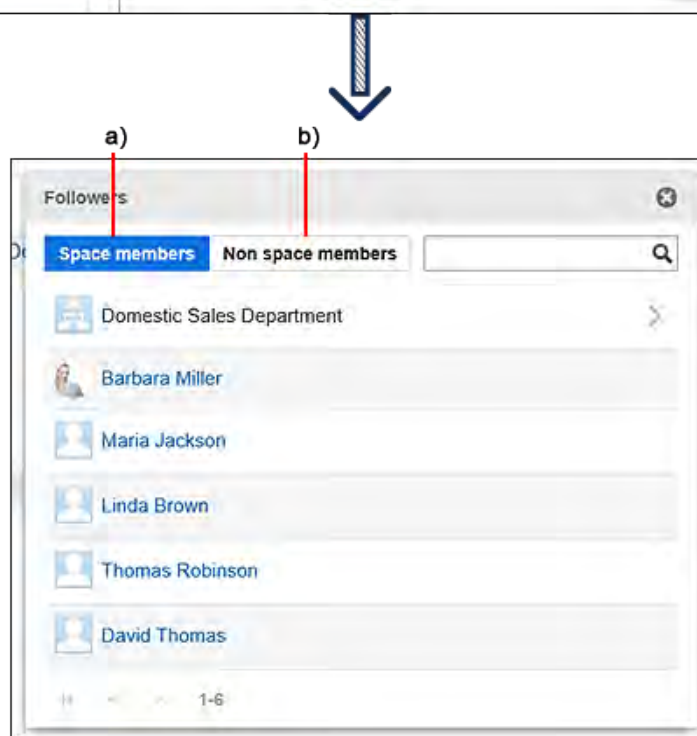 a) b)
Followers
Space members Non space members
Domestic Sales Department
Barbara Miller
Maria Jackson
Linda Brown
Thomas Robinson
David Thomas
1-6